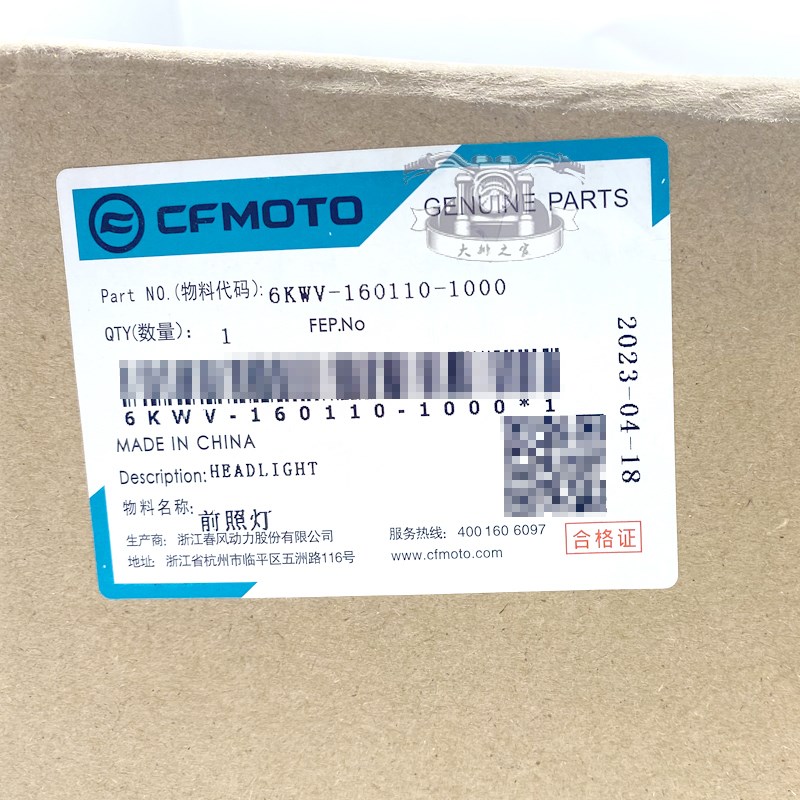 CFMOTO
GENUINE PARTS
大排之家
Part NO.(物料代码): 6KWV-160110-1000
QTY(数量): 1 FEP.No
6KWV-160110-1000*1
2023-04-18
MADE IN CHINA
Description: HEADLIGHT
物料名称: 前照灯
生产商: 浙江春风动力股份有限公司
地址: 浙江省杭州市临平区五洲路116号
服务热线: 400 160 6097
www.cfmoto.com
合格证